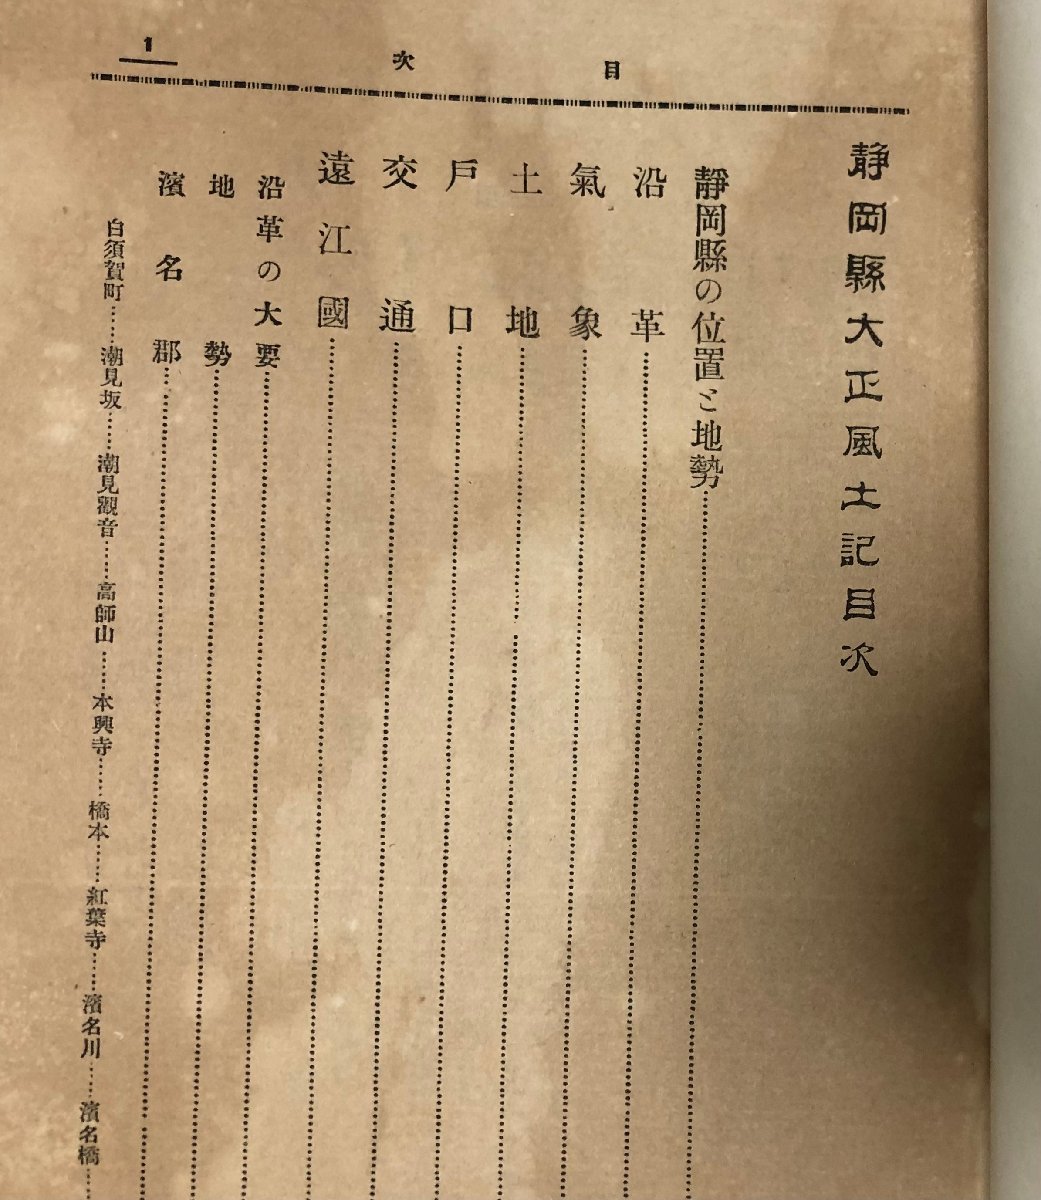 目次
1
静岡縣大正風土記目次
靜岡縣の位置と地勢
沿革
氣象
土地
戶口
交通
遠江國
沿革の大要
地勢
濱名郡
白須賀町……潮見坂……潮見觀音……高師山……本興寺……橋本……紅葉寺……濱名川……濱名橋……